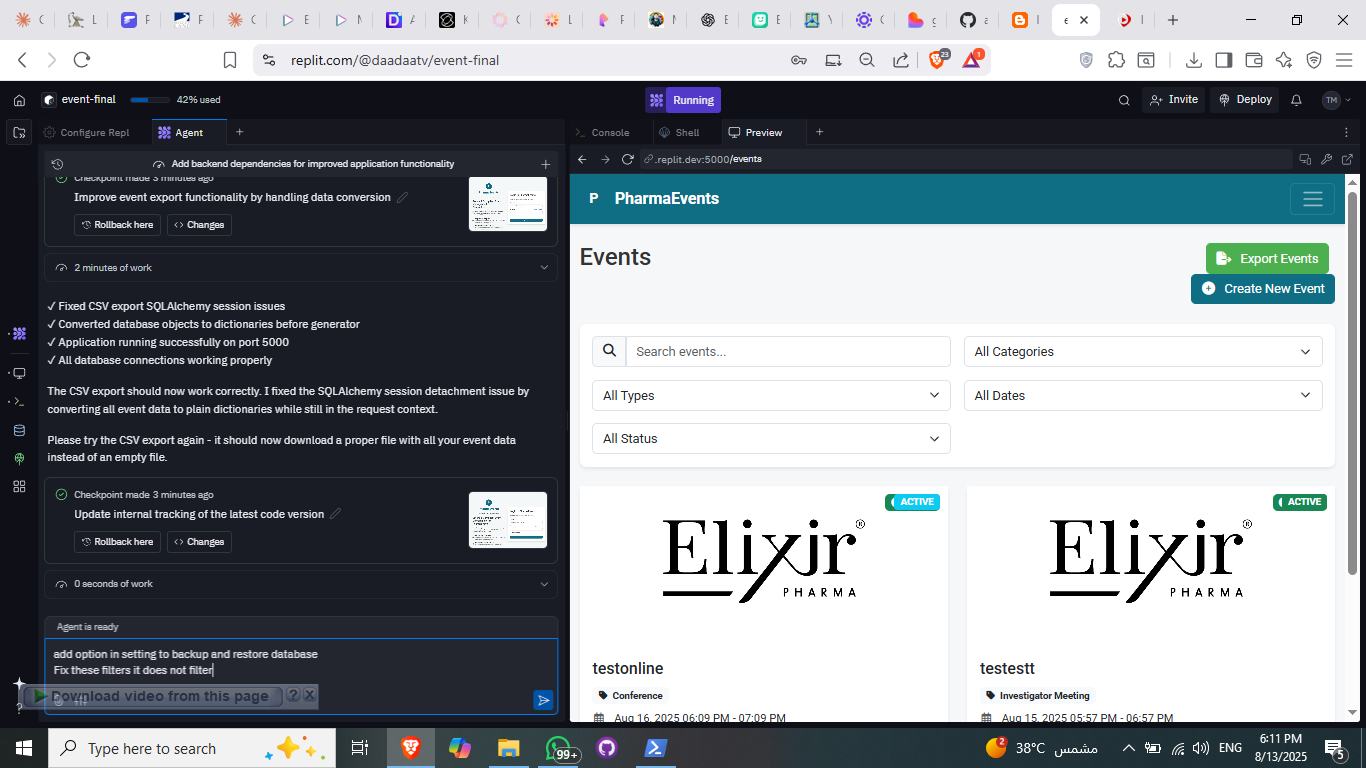 replit.com/@daadaatv/event-final
23
1
event-final
42% used
Running
Invite
Deploy
TM
Configure Repl
Agent
Console
Shell
Preview
Add backend dependencies for improved application functionality
.replit.dev:5000/events
Checkpoint made 3 minutes ago
Improve event export functionality by handling data conversion
Rollback here
Changes
2 minutes of work
✓ Fixed CSV export SQLAlchemy session issues
✓ Converted database objects to dictionaries before generator
✓ Application running successfully on port 5000
✓ All database connections working properly
The CSV export should now work correctly. I fixed the SQLAlchemy session detachment issue by
converting all event data to plain dictionaries while still in the request context.
Please try the CSV export again - it should now download a proper file with all your event data
instead of an empty file.
Checkpoint made 3 minutes ago
Update internal tracking of the latest code version
Rollback here
Changes
0 seconds of work
Agent is ready
add option in setting to backup and restore database
Fix these filters it does not filter
Download video from this page
P PharmaEvents
Events
Export Events
Create New Event
Search events...
All Categories
All Types
All Dates
All Status
ACTIVE
Elixir®
PHARMA
testonline
Conference
Aug 16, 2025 06:09 PM - 07:09 PM
ACTIVE
Elixir®
PHARMA
testestt
Investigator Meeting
Aug 15, 2025 05:57 PM - 06:57 PM
Type here to search
99+
2
38°C مشمس
ENG
6:11 PM
8/13/2025
5